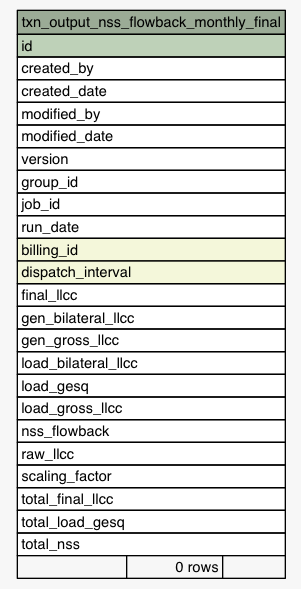 txn_output_nss_flowback_monthly_final
id
created_by
created_date
modified_by
modified_date
version
group_id
job_id
run_date
billing_id
dispatch_interval
final_llcc
gen_bilateral_llcc
gen_gross_llcc
load_bilateral_llcc
load_gesq
load_gross_llcc
nss_flowback
raw_llcc
scaling_factor
total_final_llcc
total_load_gesq
total_nss
0 rows